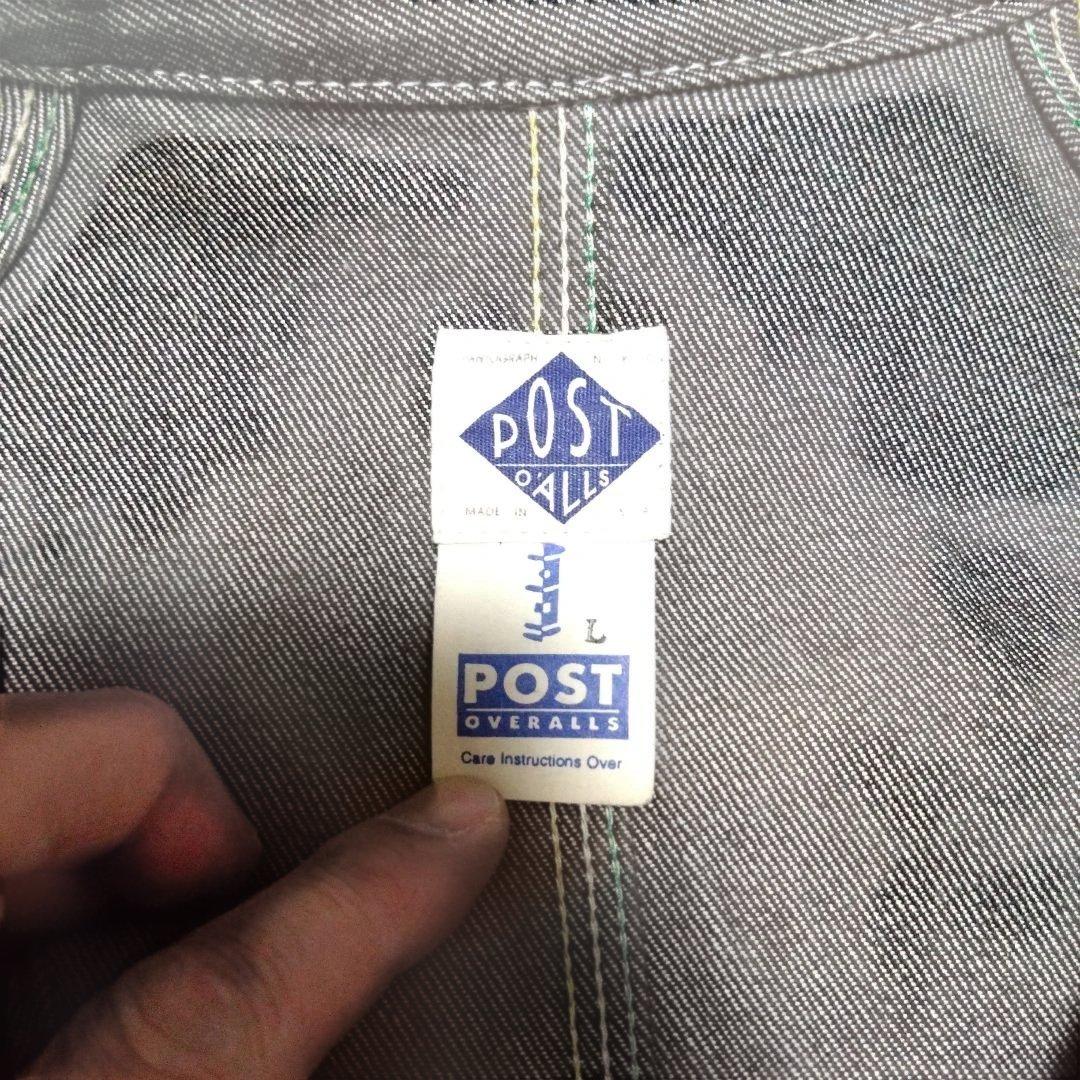 POST
O'ALLS
MADE IN
L
POST
OVERALLS
Care Instructions Over